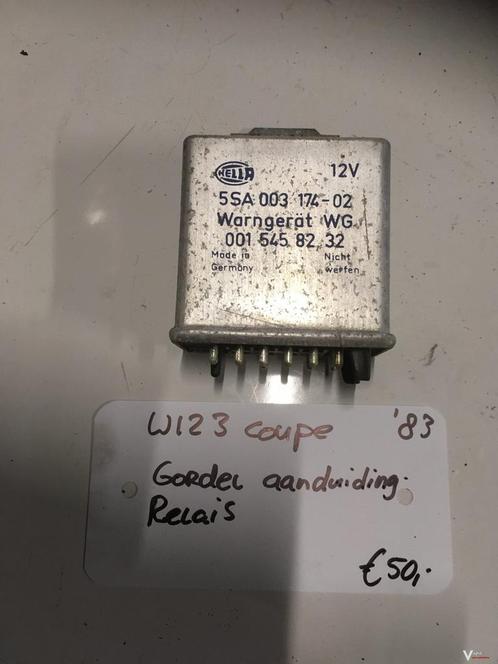 HELLA 12V
5SA 003 174-02
Warngerät WG
001 545 82 32
Made in Germany
Nicht werfen
W123 coupe '83
Gordel aanduiding.
Relais
€50,-